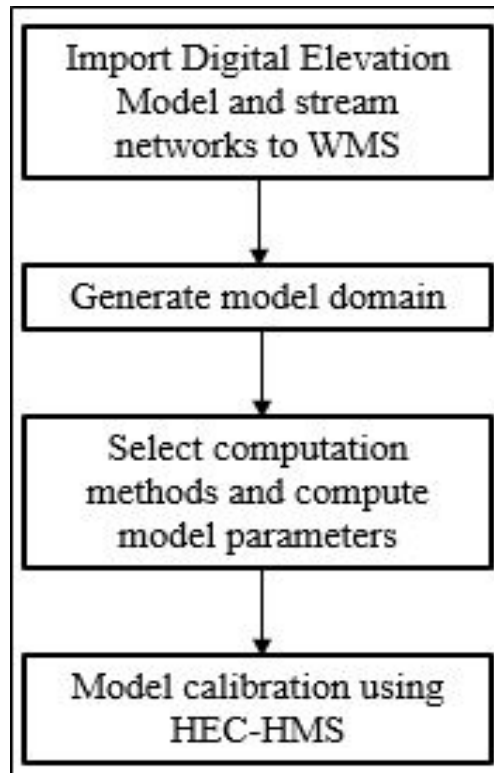 Import Digital Elevation
Model and stream
networks to WMS
Generate model domain
Select computation
methods and compute
model parameters
Model calibration using
HEC-HMS